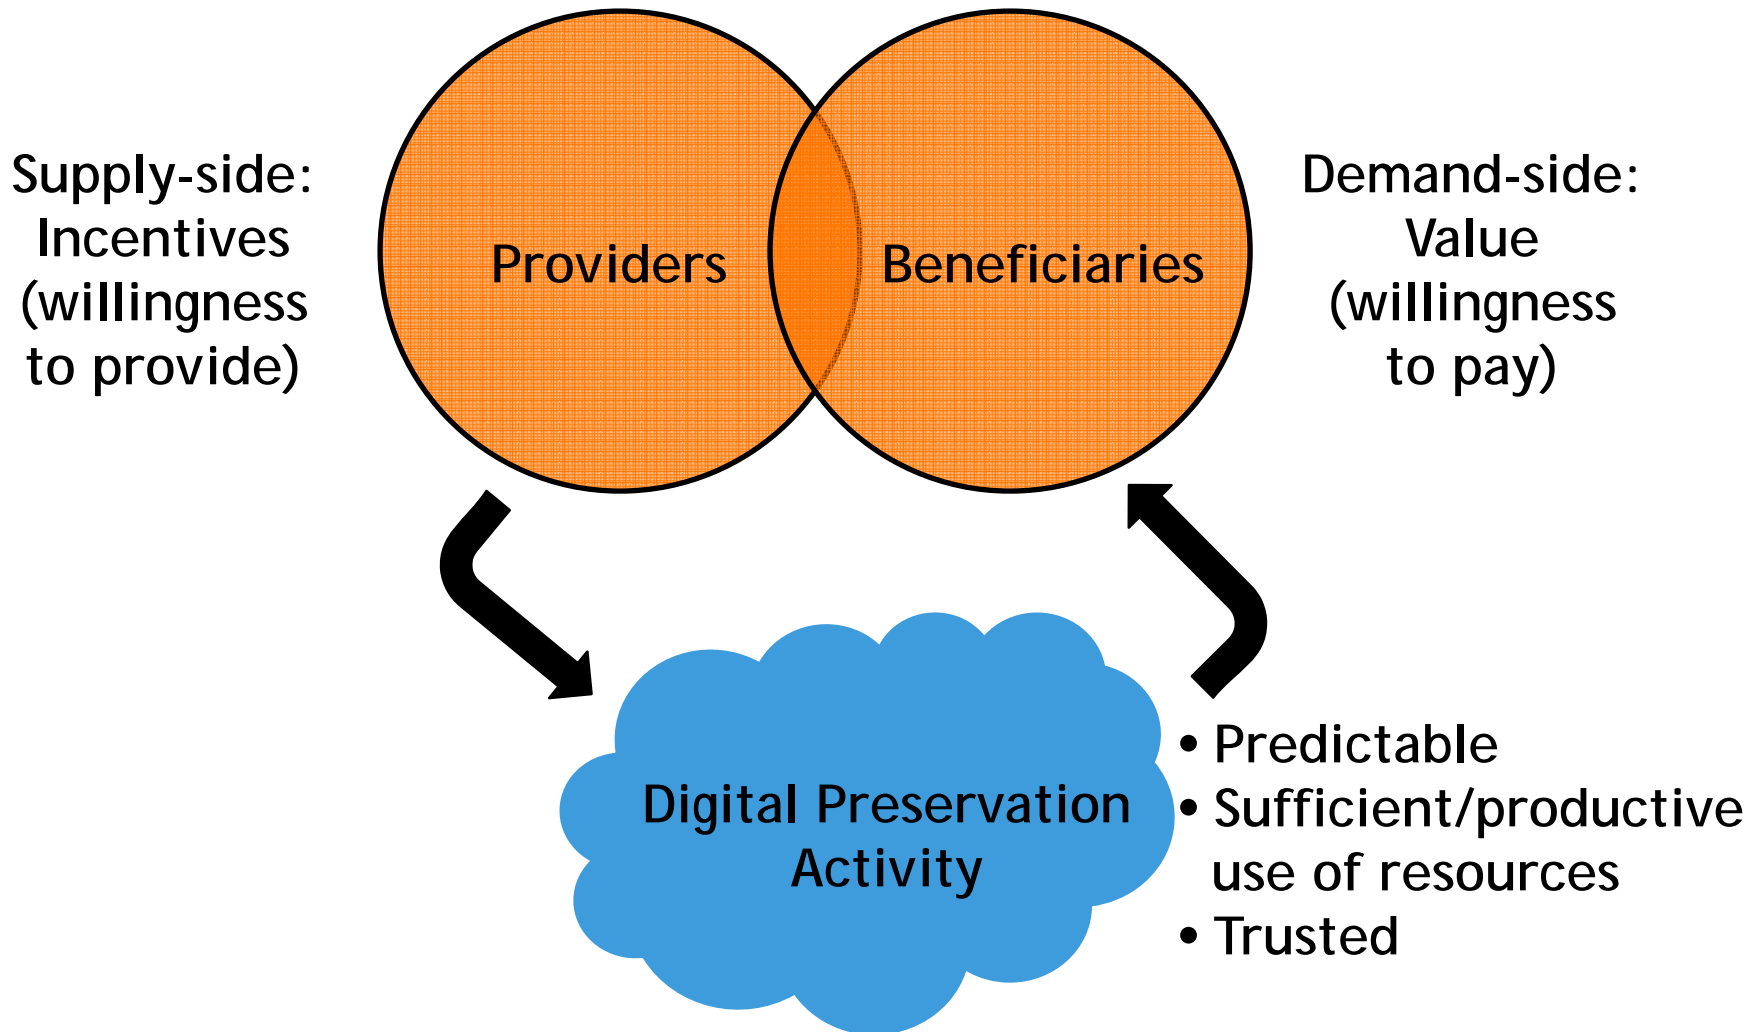 Supply-side:
Incentives
(willingness
to provide)
Providers
Beneficiaries
Demand-side:
Value
(willingness
to pay)
Digital Preservation
Activity
• Predictable
• Sufficient/productive
use of resources
• Trusted